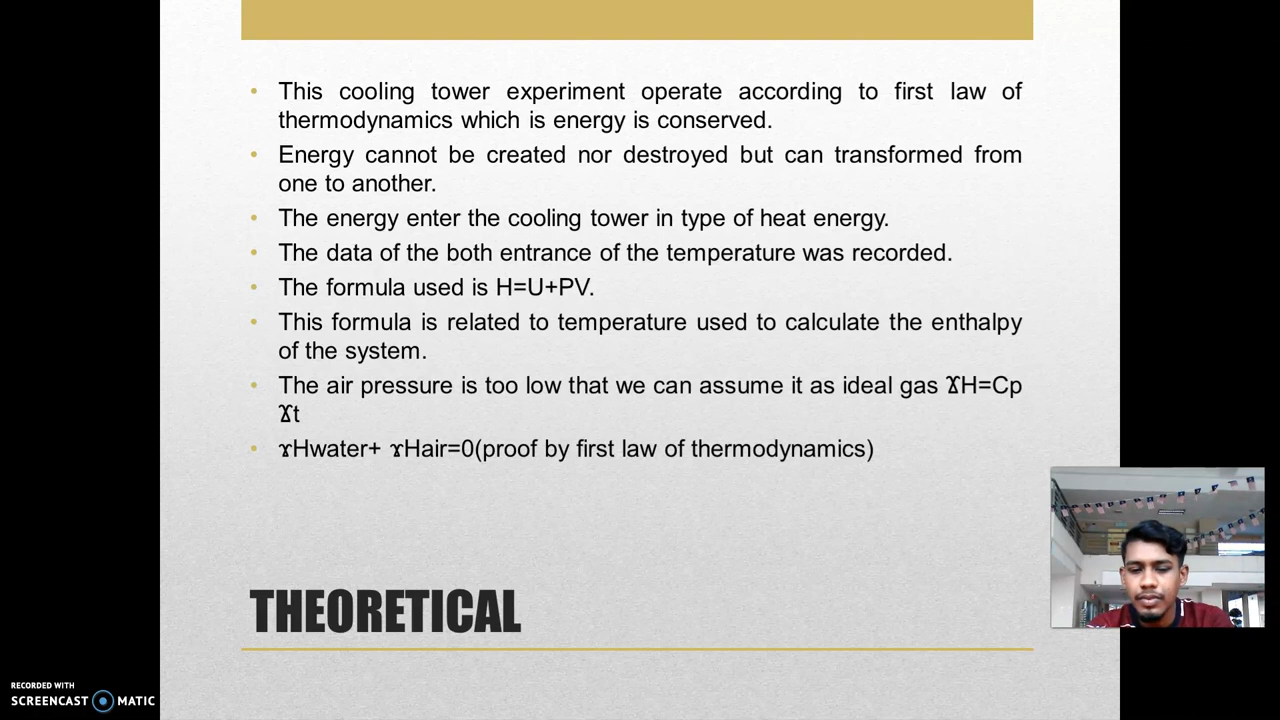 This cooling tower experiment operate according to first law of
thermodynamics which is energy is conserved.
Energy cannot be created nor destroyed but can transformed from
one to another.
The energy enter the cooling tower in type of heat energy.
The data of the both entrance of the temperature was recorded.
The formula used is H=U+PV.
This formula is related to temperature used to calculate the enthalpy
of the system.
The air pressure is too low that we can assume it as ideal gas ϪH=Cp
Ϫt
ϫHwater+ ϫHair=0(proof by first law of thermodynamics)
THEORETICAL
RECORDED WITH
SCREENCAST MATIC